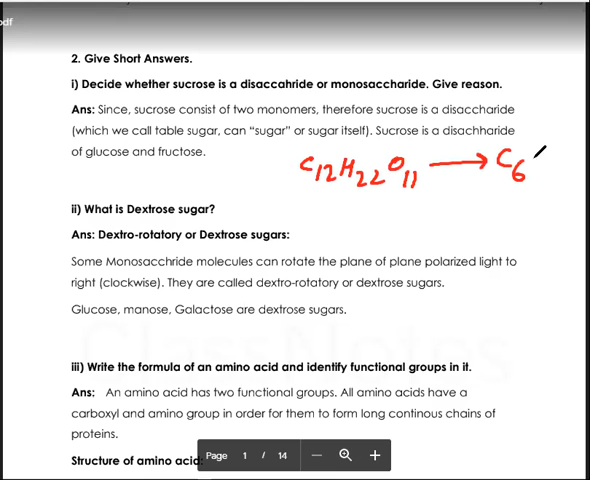 pdf
2. Give Short Answers.
i) Decide whether sucrose is a disaccahride or monosaccharide. Give reason.
Ans: Since, sucrose consist of two monomers, therefore sucrose is a disaccharide
(which we call table sugar, can “sugar” or sugar itself). Sucrose is a disachharide
of glucose and fructose.
C12H22O11 → C6
ii) What is Dextrose sugar?
Ans: Dextro-rotatory or Dextrose sugars:
Some Monosacchride molecules can rotate the plane of plane polarized light to
right (clockwise). They are called dextro-rotatory or dextrose sugars.
Glucose, manose, Galactose are dextrose sugars.
ClassNotes
iii) Write the formula of an amino acid and identify functional groups in it.
Ans: An amino acid has two functional groups. All amino acids have a
carboxyl and amino group in order for them to form long continous chains of
proteins.
Structure of amino acid:
Page 1 / 14 — +